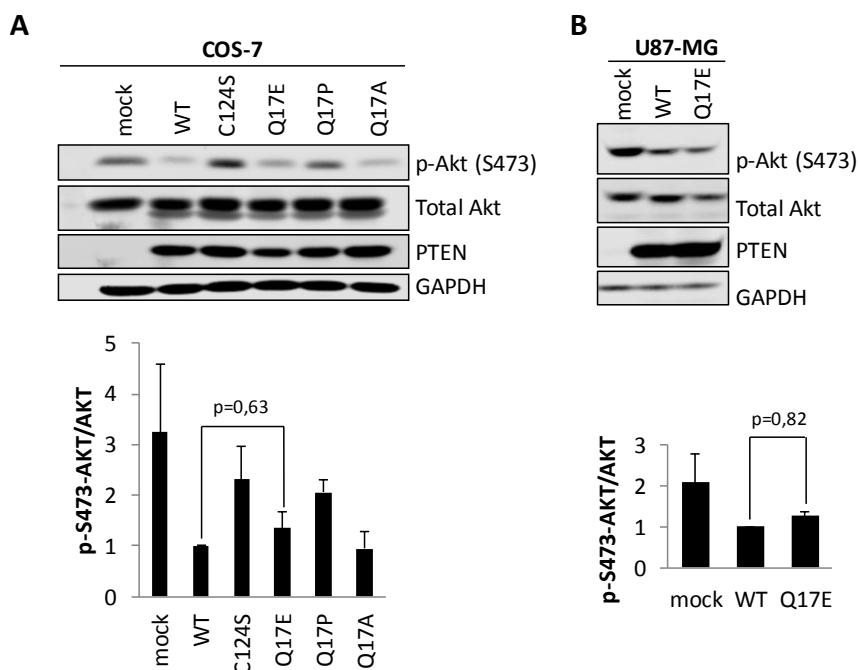 A
COS-7
mock
WT
C124S
Q17E
Q17P
Q17A
p-Akt (S473)
Total Akt
PTEN
GAPDH
p-S473-AKT/AKT
5
4
3
2
1
0
p=0,63
mock
WT
C124S
Q17E
Q17P
Q17A
B
U87-MG
mock
WT
Q17E
p-Akt (S473)
Total Akt
PTEN
GAPDH
p-S473-AKT/AKT
3
2
1
0
p=0,82
mock WT Q17E